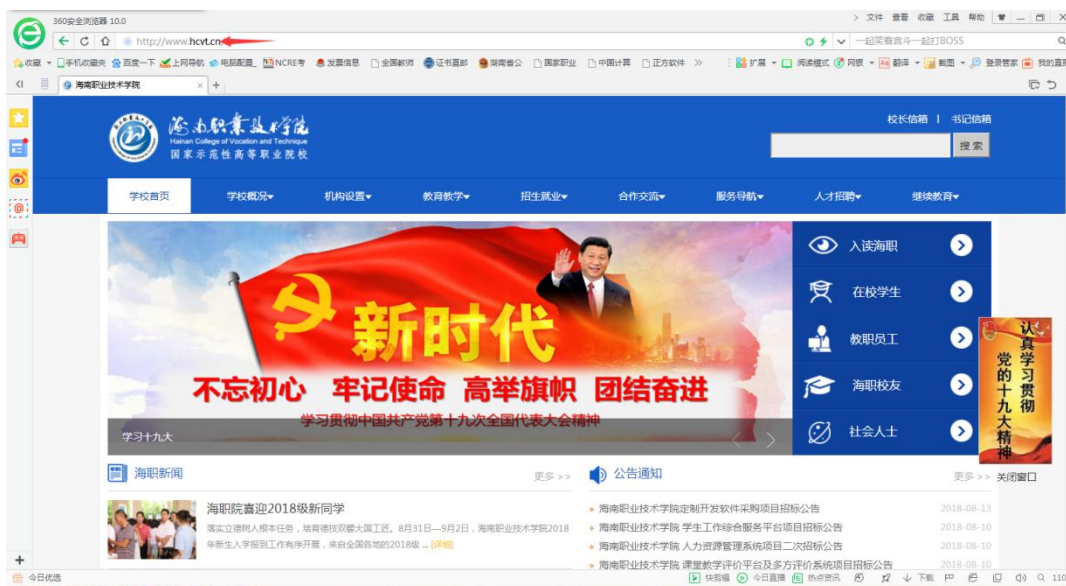 360安全浏览器 10.0
文件 查看 收藏 工具 帮助
http://www.hcvt.cn
一起笑看宫斗一起打BOSS
收藏 手机收藏夹 百度一下 上网导航 电脑配置_ NCRE考 发票信息 全国教师 证书直邮 湖南省公 国家职业 中国计算 正方软件 扩展 阅读模式 网银 翻译 截图 登录管家 我的直
海南职业技术学院
海南职业技术学院
Hainan College of Vocation and Technique
国家示范性高等职业院校
校长信箱 | 书记信箱
搜索
学校首页 学校概况 机构设置 教育教学 招生就业 合作交流 服务导航 人才招聘 继续教育
新时代
不忘初心 牢记使命 高举旗帜 团结奋进
学习贯彻中国共产党第十九次全国代表大会精神
学习十九大
入读海职
在校学生
教职员工
海职校友
社会人士
认真学习贯彻
党的十九大精神
关闭窗口
海职新闻 更多>>
海职院喜迎2018级新同学
落实立德树人根本任务，培育德技双馨大国工匠。8月31日—9月2日，海南职业技术学院2018
年新生入学报到工作有序开展，来自全国各地的2018级 ... [详细]
公告通知 更多>>
海南职业技术学院定制开发软件采购项目招标公告 2018-08-13
海南职业技术学院 学生工作综合服务平台项目招标公告 2018-08-10
海南职业技术学院 人力资源管理系统项目二次招标公告 2018-08-10
海南职业技术学院 课堂教学评价平台及多方评价系统项目招标公告 2018-08-10
今日优选
快剪辑 今日直播 热点资讯 下载 110